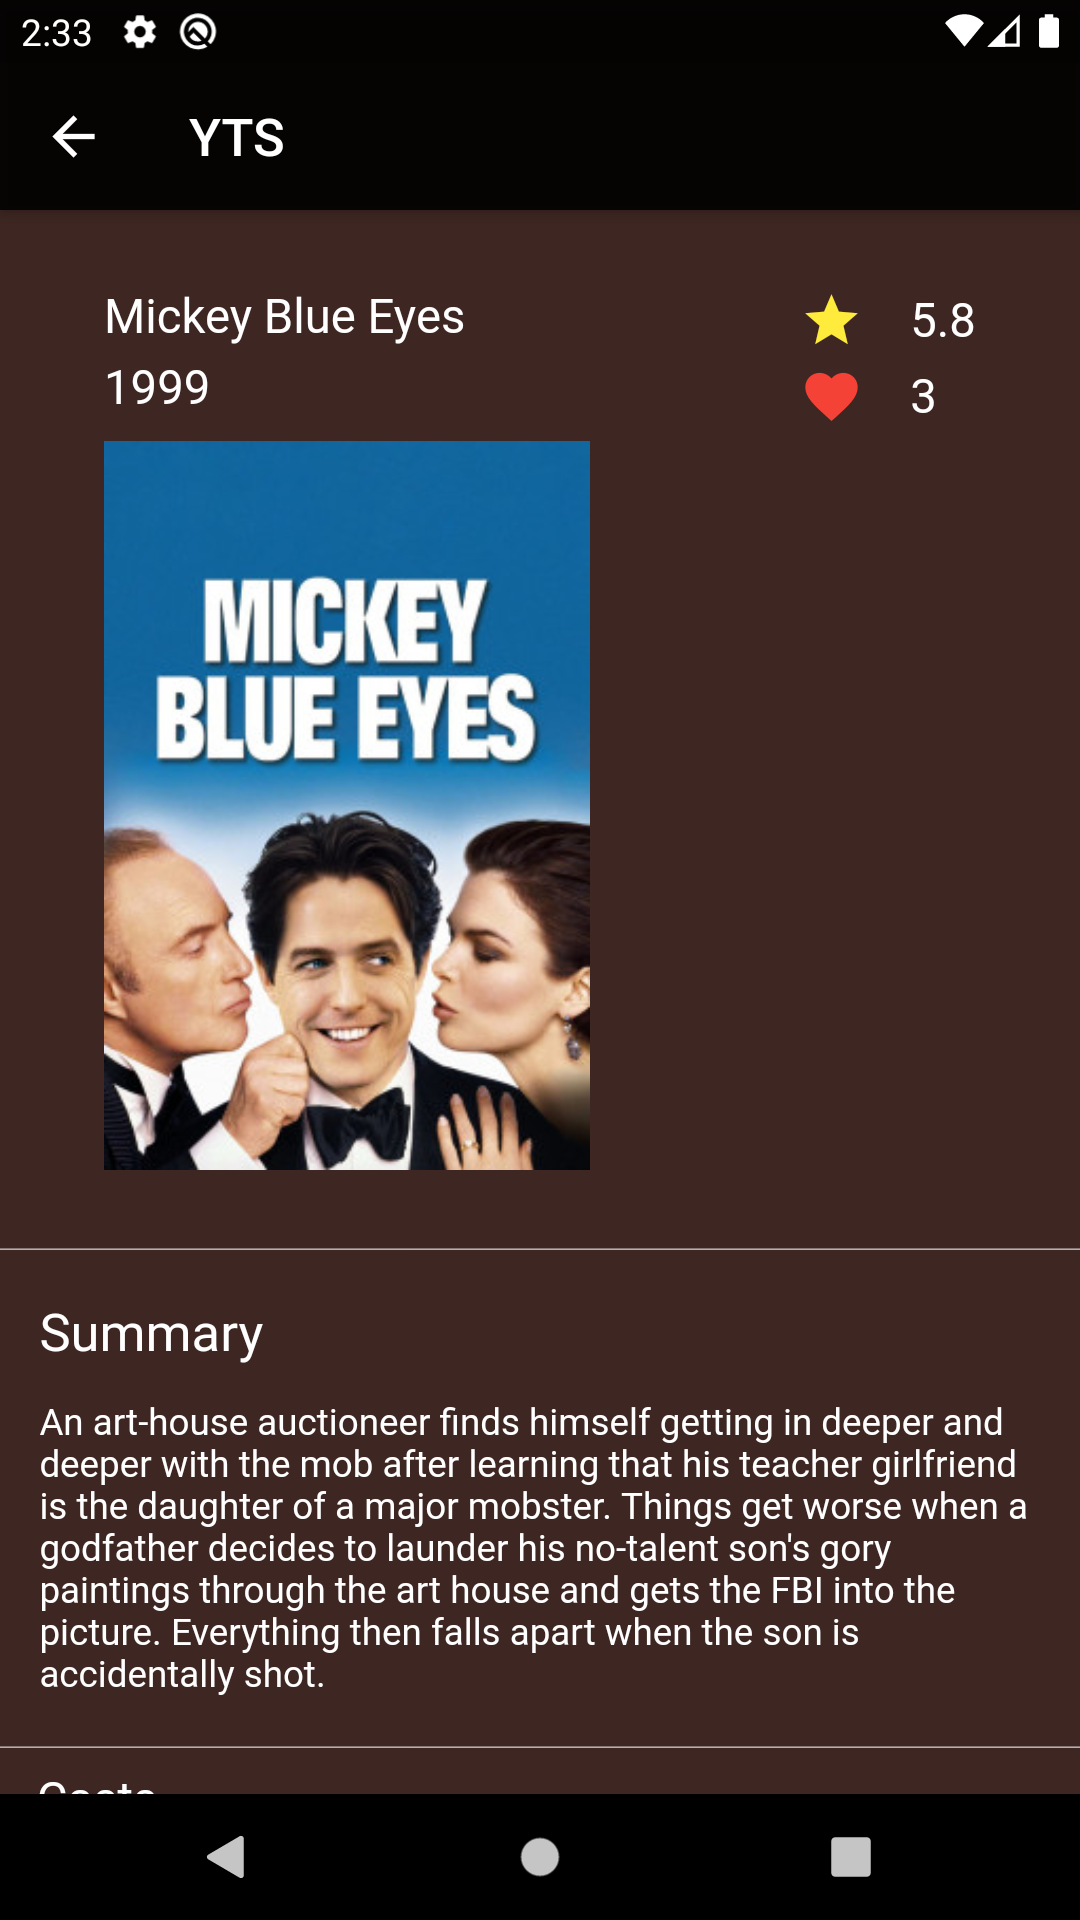 2:33
YTS
Mickey Blue Eyes
5.8
1999
3
MICKEY
BLUE EYES
Summary
An art-house auctioneer finds himself getting in deeper and
deeper with the mob after learning that his teacher girlfriend
is the daughter of a major mobster. Things get worse when a
godfather decides to launder his no-talent son's gory
paintings through the art house and gets the FBI into the
picture. Everything then falls apart when the son is
accidentally shot.